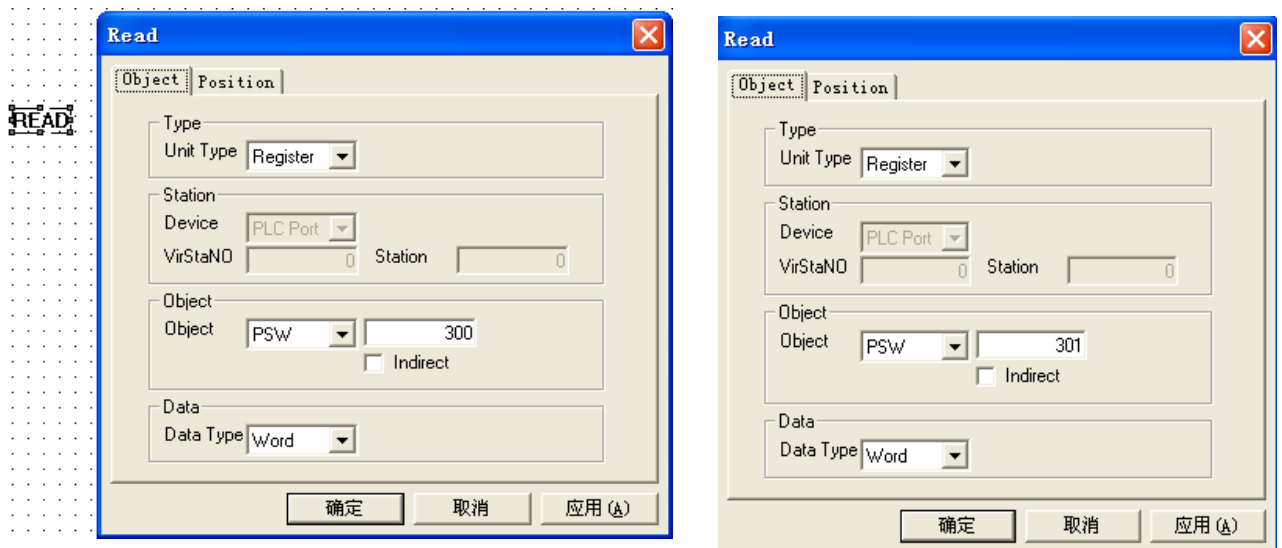 READ
Read
Object Position
Type
Unit Type Register
Station
Device PLC Port
VirStaNO 0 Station 0
Object
Object PSW 300
Indirect
Data
Data Type Word
确定 取消 应用(A)
Read
Object Position
Type
Unit Type Register
Station
Device PLC Port
VirStaNO 0 Station 0
Object
Object PSW 301
Indirect
Data
Data Type Word
确定 取消 应用(A)